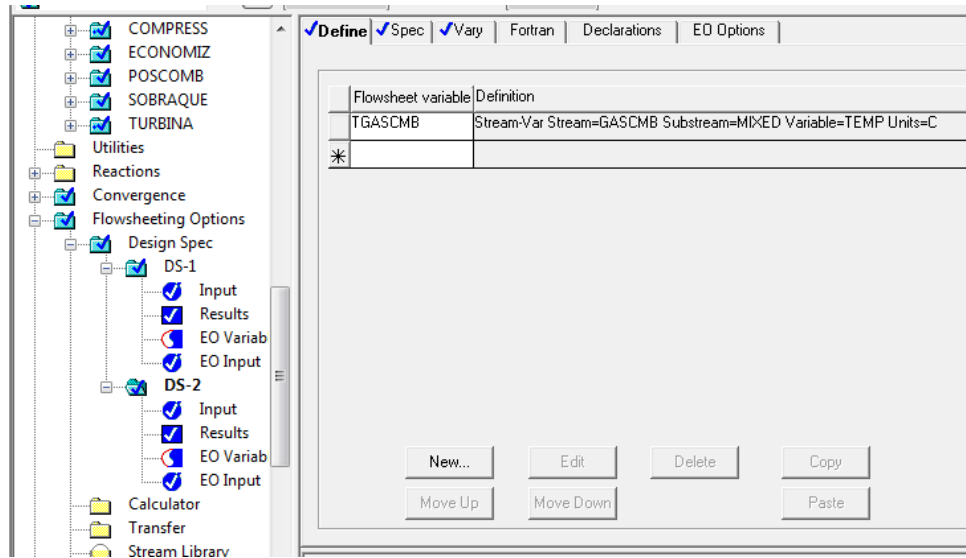 COMPRESS
ECONOMIZ
POSCOMB
SOBRAQUE
TURBINA
Utilities
Reactions
Convergence
Flowsheeting Options
Design Spec
DS-1
Input
Results
EO Variab
EO Input
DS-2
Input
Results
EO Variab
EO Input
Calculator
Transfer
Stream Library
Define Spec Vary Fortran Declarations EO Options
Flowsheet variable Definition
TGASCMB Stream-Var Stream=GASCMB Substream=MIXED Variable=TEMP Units=C
New... Edit Delete Copy
Move Up Move Down Paste